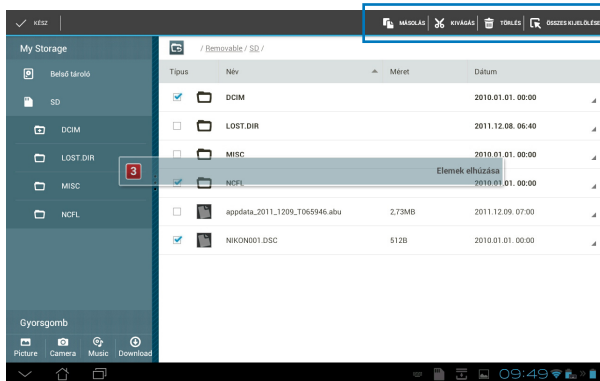 KÉSZ
MÁSOLÁS KIVÁGÁS TÖRLÉS ÖSSZES KIJELÖLÉSE
My Storage
/ Removable / SD /
Belső tároló
Típus Név Méret Dátum
SD
DCIM 2010.01.01. 00:00
DCIM
LOST.DIR 2011.12.08. 06:40
LOST.DIR
MISC 2010.01.01. 00:00
3 Elemek elhúzása
MISC
NCFL 2010.01.01. 00:00
NCFL
appdata_2011_1209_T065946.abu 2,73MB 2011.12.09. 07:00
NIKON001.DSC 512B 2010.01.01. 00:00
Gyorsgomb
Picture Camera Music Download
09:49